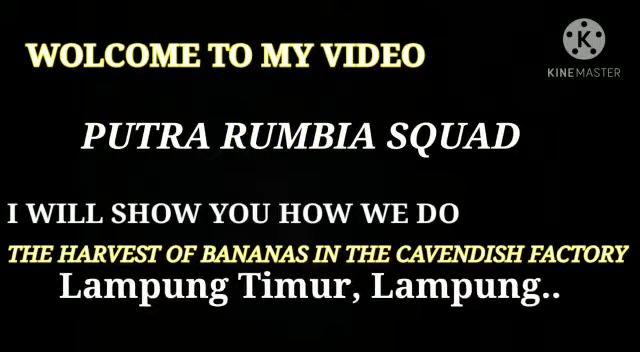 WOLCOME TO MY VIDEO
K
KINEMASTER
PUTRA RUMBIA SQUAD
I WILL SHOW YOU HOW WE DO
THE HARVEST OF BANANAS IN THE CAVENDISH FACTORY
Lampung Timur, Lampung..